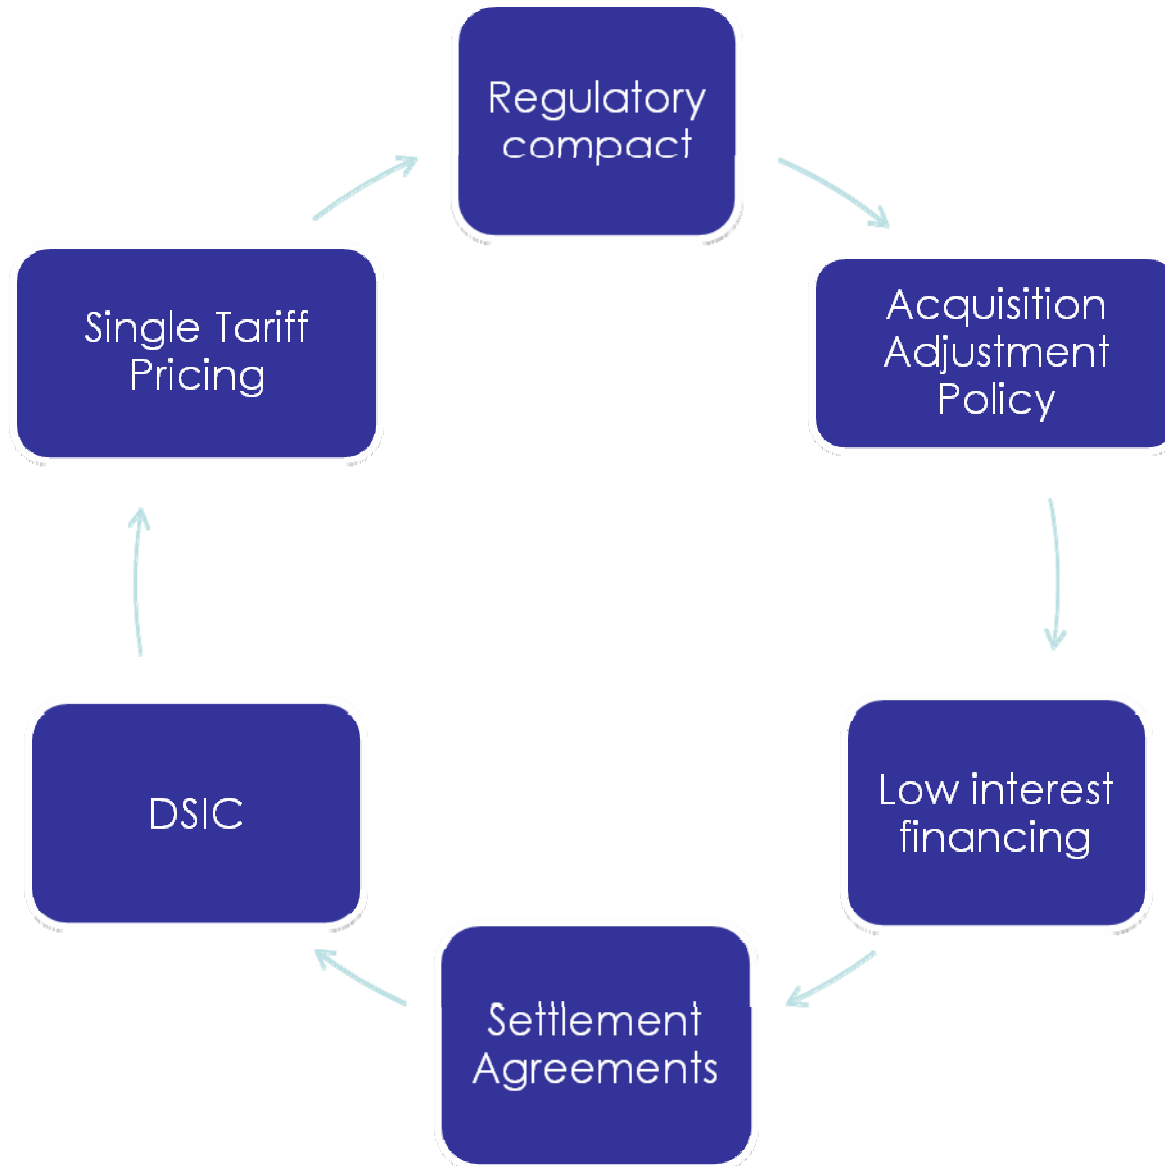 Regulatory
compact
Acquisition
Adjustment
Policy
Low interest
financing
Settlement
Agreements
DSIC
Single Tariff
Pricing